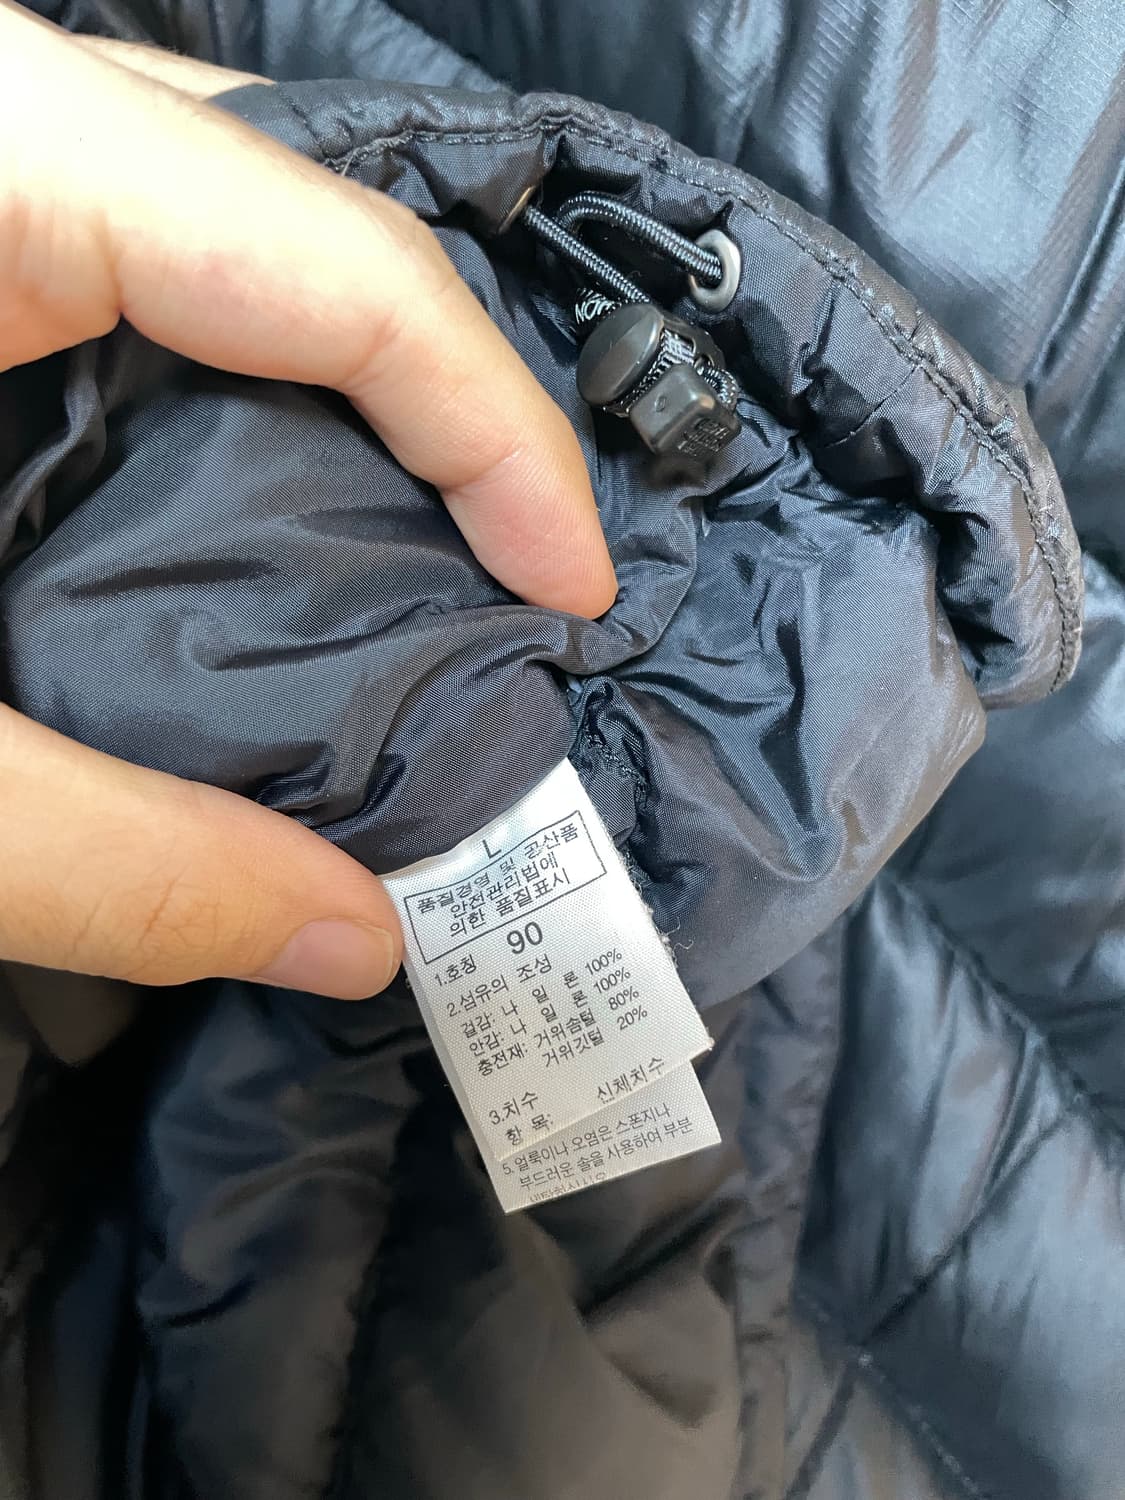 L
품질경영 및 공산품
안전관리법에
의한 품질표시
1.호칭 90
2.섬유의 조성
겉감: 나 일 론 100%
안감: 나 일 론 100%
충전재: 거위솜털 80%
거위깃털 20%
3.치수 신체치수
항 목:
5. 얼룩이나 오염은 스폰지나
부드러운 솔을 사용하여 부분